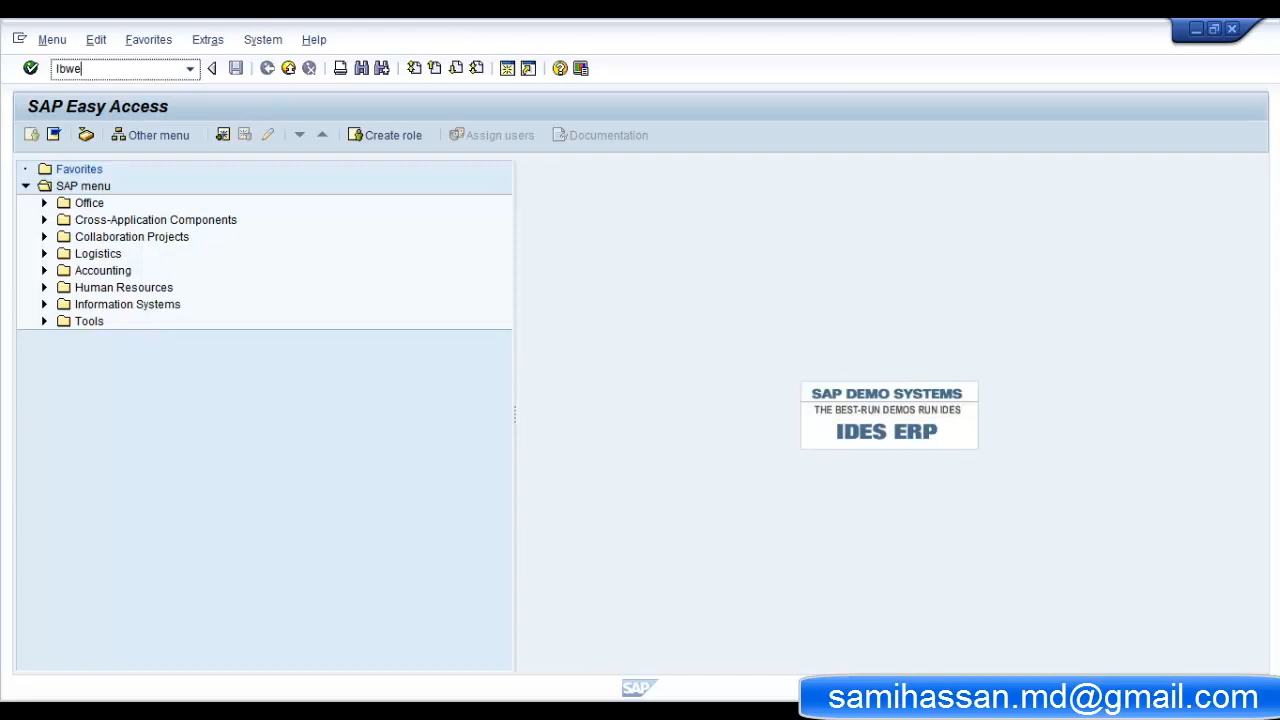 Menu Edit Favorites Extras System Help
lbwe
SAP Easy Access
Other menu Create role Assign users Documentation
Favorites
SAP menu
Office
Cross-Application Components
Collaboration Projects
Logistics
Accounting
Human Resources
Information Systems
Tools
SAP DEMO SYSTEMS
THE BEST-RUN DEMOS RUN IDES
IDES ERP
SAP
samihassan.md@gmail.com